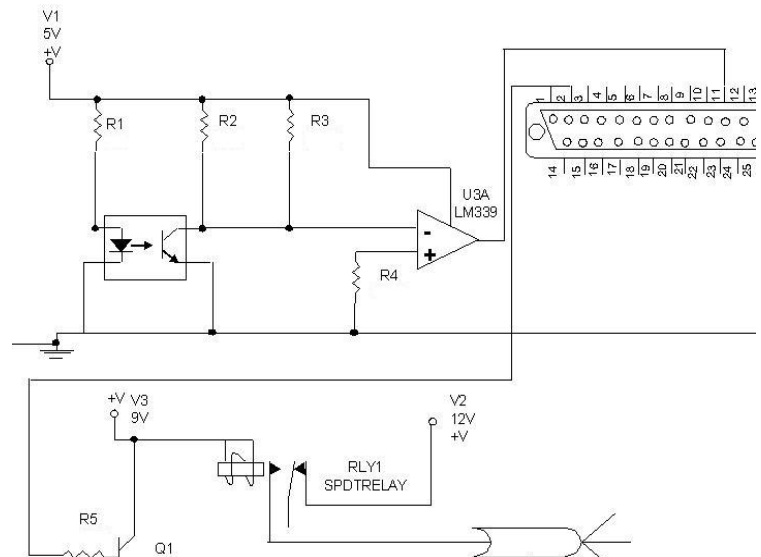 V1
5V
+V
R1
R2
R3
U3A
LM339
-
+
R4
1
2
3
4
5
6
7
8
9
10
11
12
13
14
15
16
17
18
19
20
21
22
23
24
25
+V V3
9V
V2
12V
+V
RLY1
SPDTRELAY
R5
Q1